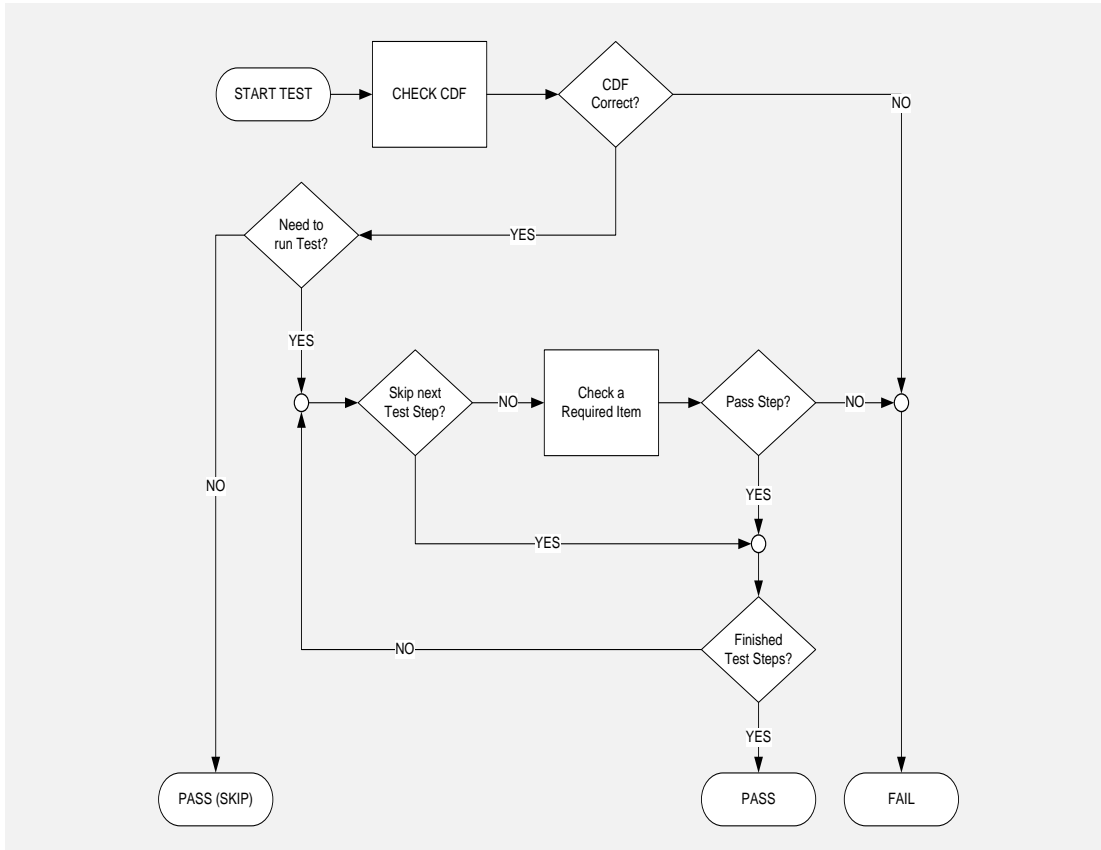 START TEST
CHECK CDF
CDF
Correct?
NO
Need to
run Test?
YES
YES
Skip next
Test Step?
NO
Check a
Required Item
Pass Step?
NO
NO
YES
YES
NO
Finished
Test Steps?
YES
PASS (SKIP)
PASS
FAIL